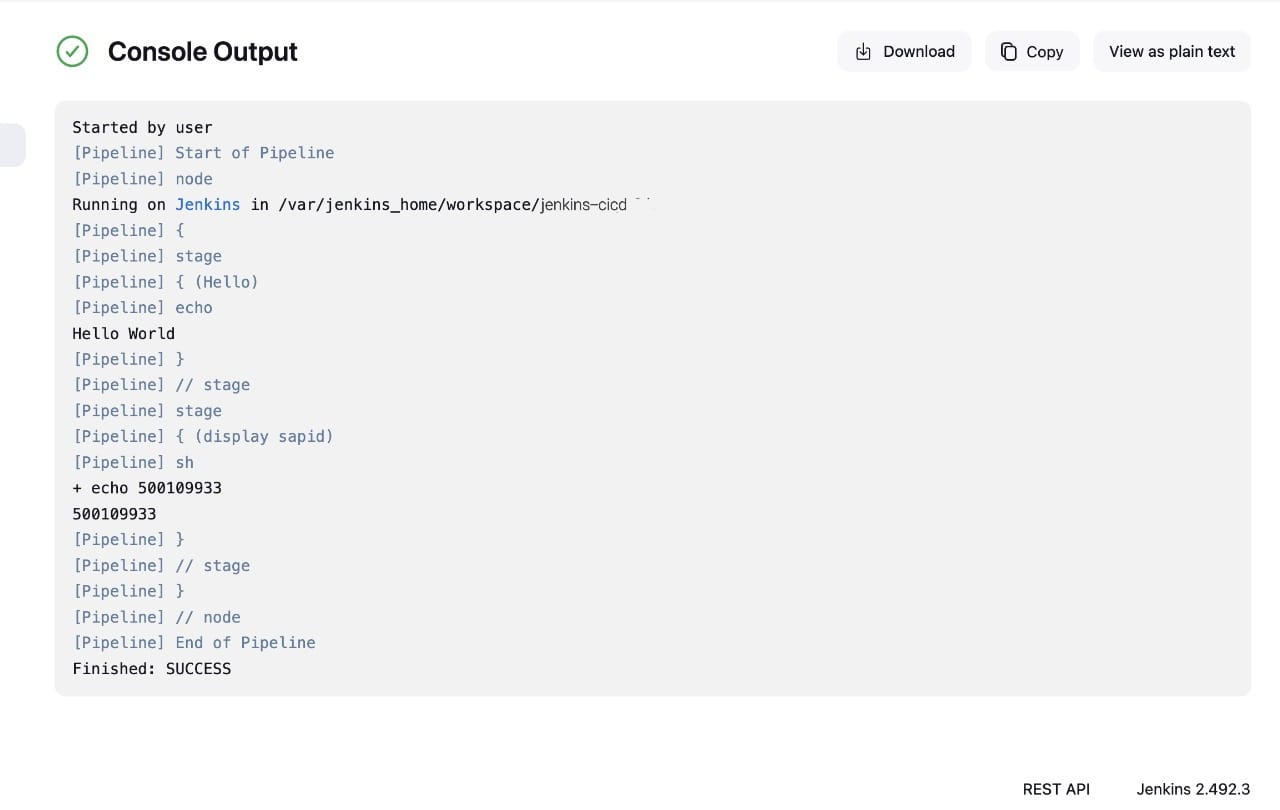 Console Output
Download
Copy
View as plain text
Started by user
[Pipeline] Start of Pipeline
[Pipeline] node
Running on Jenkins in /var/jenkins_home/workspace/jenkins-cicd
[Pipeline] {
[Pipeline] stage
[Pipeline] { (Hello)
[Pipeline] echo
Hello World
[Pipeline] }
[Pipeline] // stage
[Pipeline] stage
[Pipeline] { (display sapid)
[Pipeline] sh
+ echo 500109933
500109933
[Pipeline] }
[Pipeline] // stage
[Pipeline] }
[Pipeline] // node
[Pipeline] End of Pipeline
Finished: SUCCESS
REST API
Jenkins 2.492.3